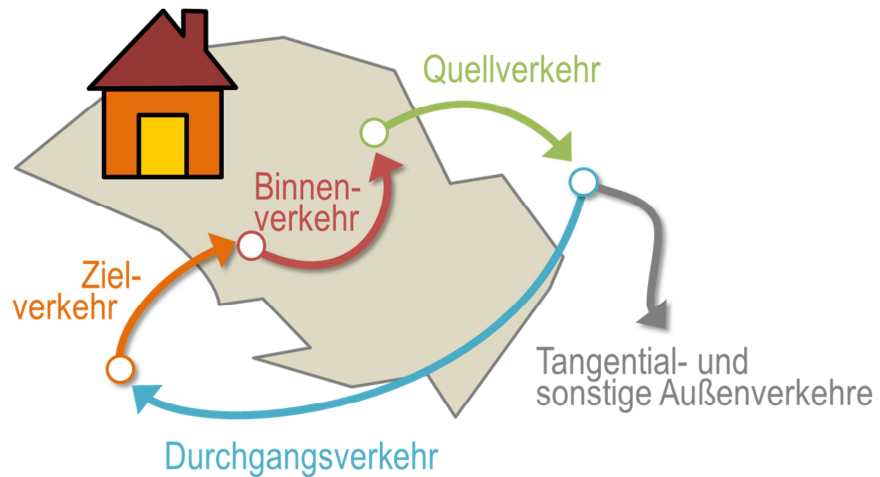 Quellverkehr
Binnen-
verkehr
Ziel-
verkehr
Tangential- und
sonstige Außenverkehre
Durchgangsverkehr